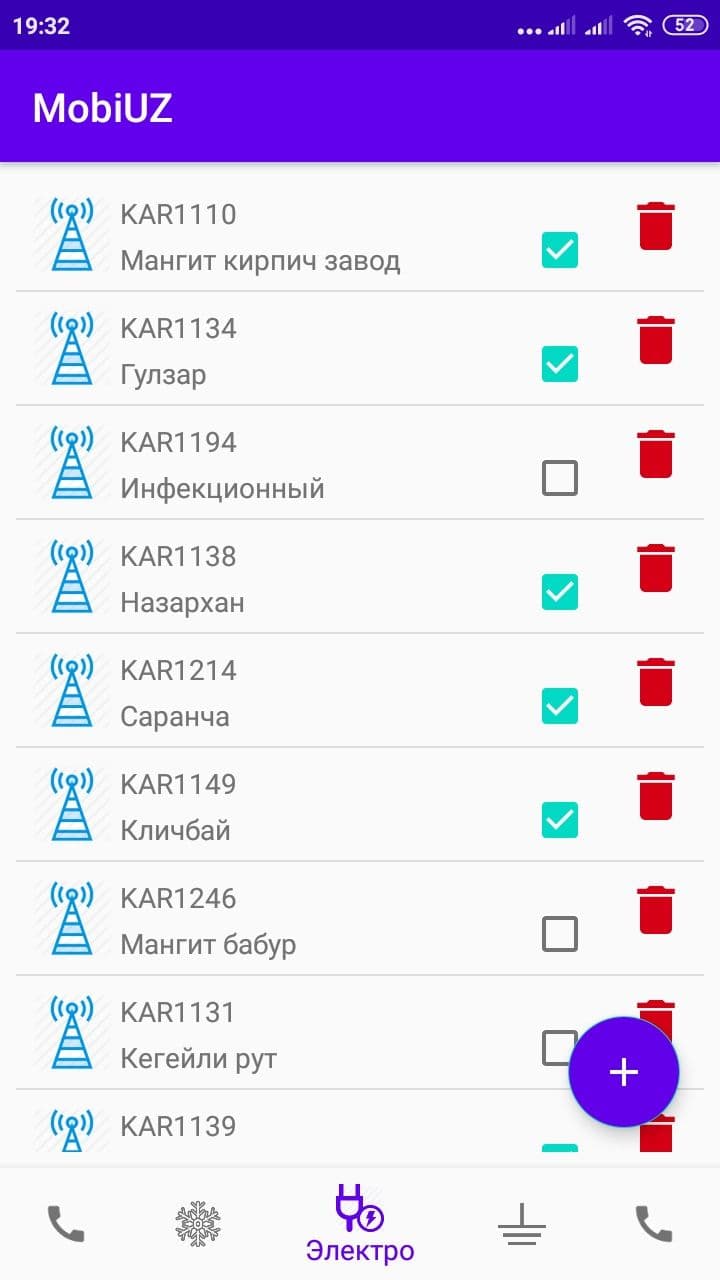 19:32
52
MobiUZ
KAR1110
Мангит кирпич завод
KAR1134
Гулзар
KAR1194
Инфекционный
KAR1138
Назархан
KAR1214
Саранча
KAR1149
Кличбай
KAR1246
Мангит бабур
KAR1131
Кегейли рут
KAR1139
Электро